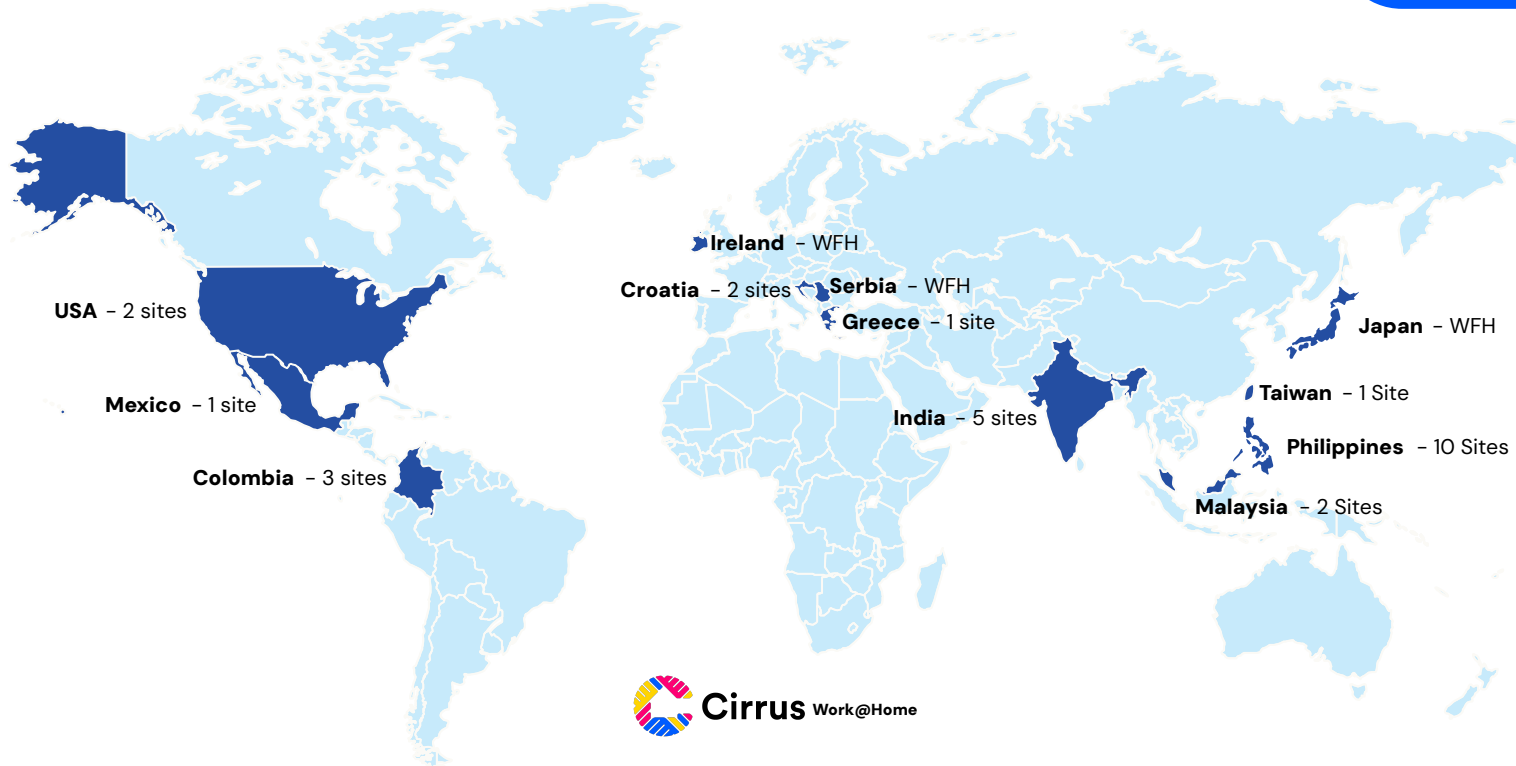 Ireland - WFH
Croatia - 2 sites
Serbia - WFH
USA - 2 sites
Greece - 1 site
Japan - WFH
Mexico - 1 site
Taiwan - 1 Site
India - 5 sites
Philippines - 10 Sites
Colombia - 3 sites
Malaysia - 2 Sites
Cirrus Work@Home